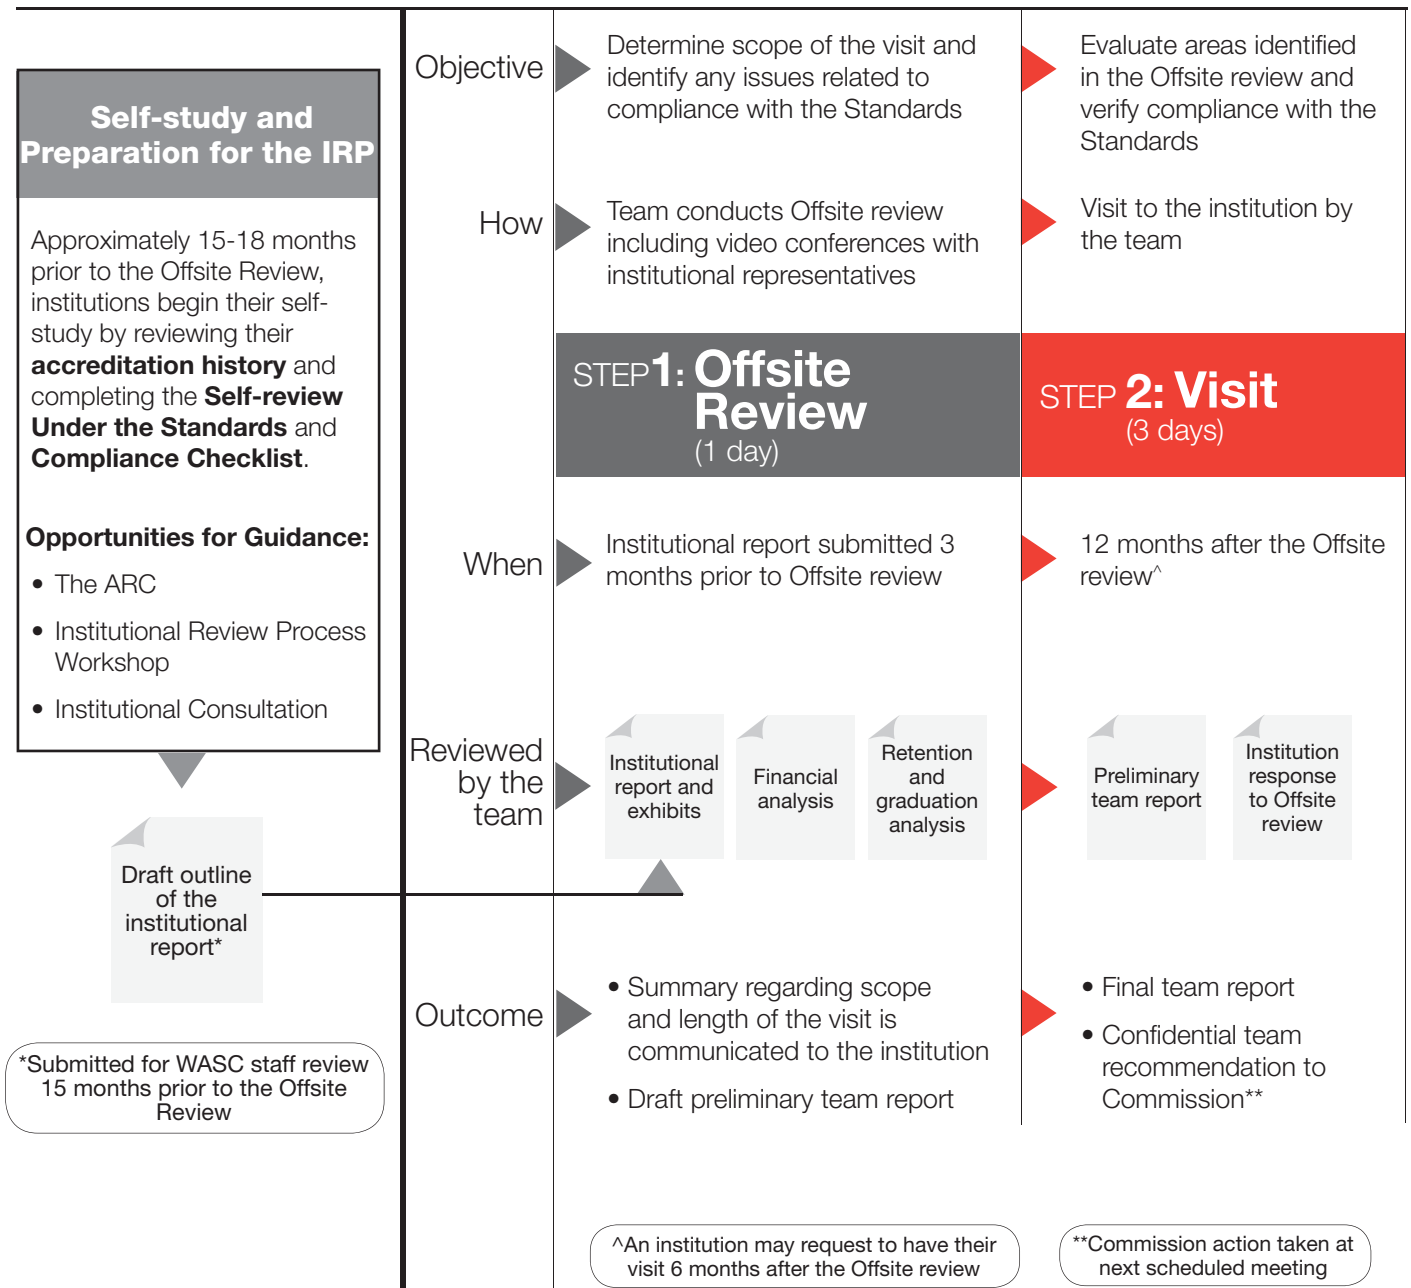 Self-study and
Preparation for the IRP
Approximately 15-18 months
prior to the Offsite Review,
institutions begin their self-
study by reviewing their
accreditation history and
completing the Self-review
Under the Standards and
Compliance Checklist.
Opportunities for Guidance:
• The ARC
• Institutional Review Process
Workshop
• Institutional Consultation
Draft outline
of the
institutional
report*
*Submitted for WASC staff review
15 months prior to the Offsite
Review
Objective
Determine scope of the visit and
identify any issues related to
compliance with the Standards
Evaluate areas identified
in the Offsite review and
verify compliance with the
Standards
How
Team conducts Offsite review
including video conferences with
institutional representatives
Visit to the institution by
the team
STEP 1: Offsite
Review
(1 day)
STEP 2: Visit
(3 days)
When
Institutional report submitted 3
months prior to Offsite review
12 months after the Offsite
review^
Reviewed
by the
team
Institutional
report and
exhibits
Financial
analysis
Retention
and
graduation
analysis
Preliminary
team report
Institution
response
to Offsite
review
Outcome
• Summary regarding scope
and length of the visit is
communicated to the institution
• Draft preliminary team report
• Final team report
• Confidential team
recommendation to
Commission**
^An institution may request to have their
visit 6 months after the Offsite review
**Commission action taken at
next scheduled meeting